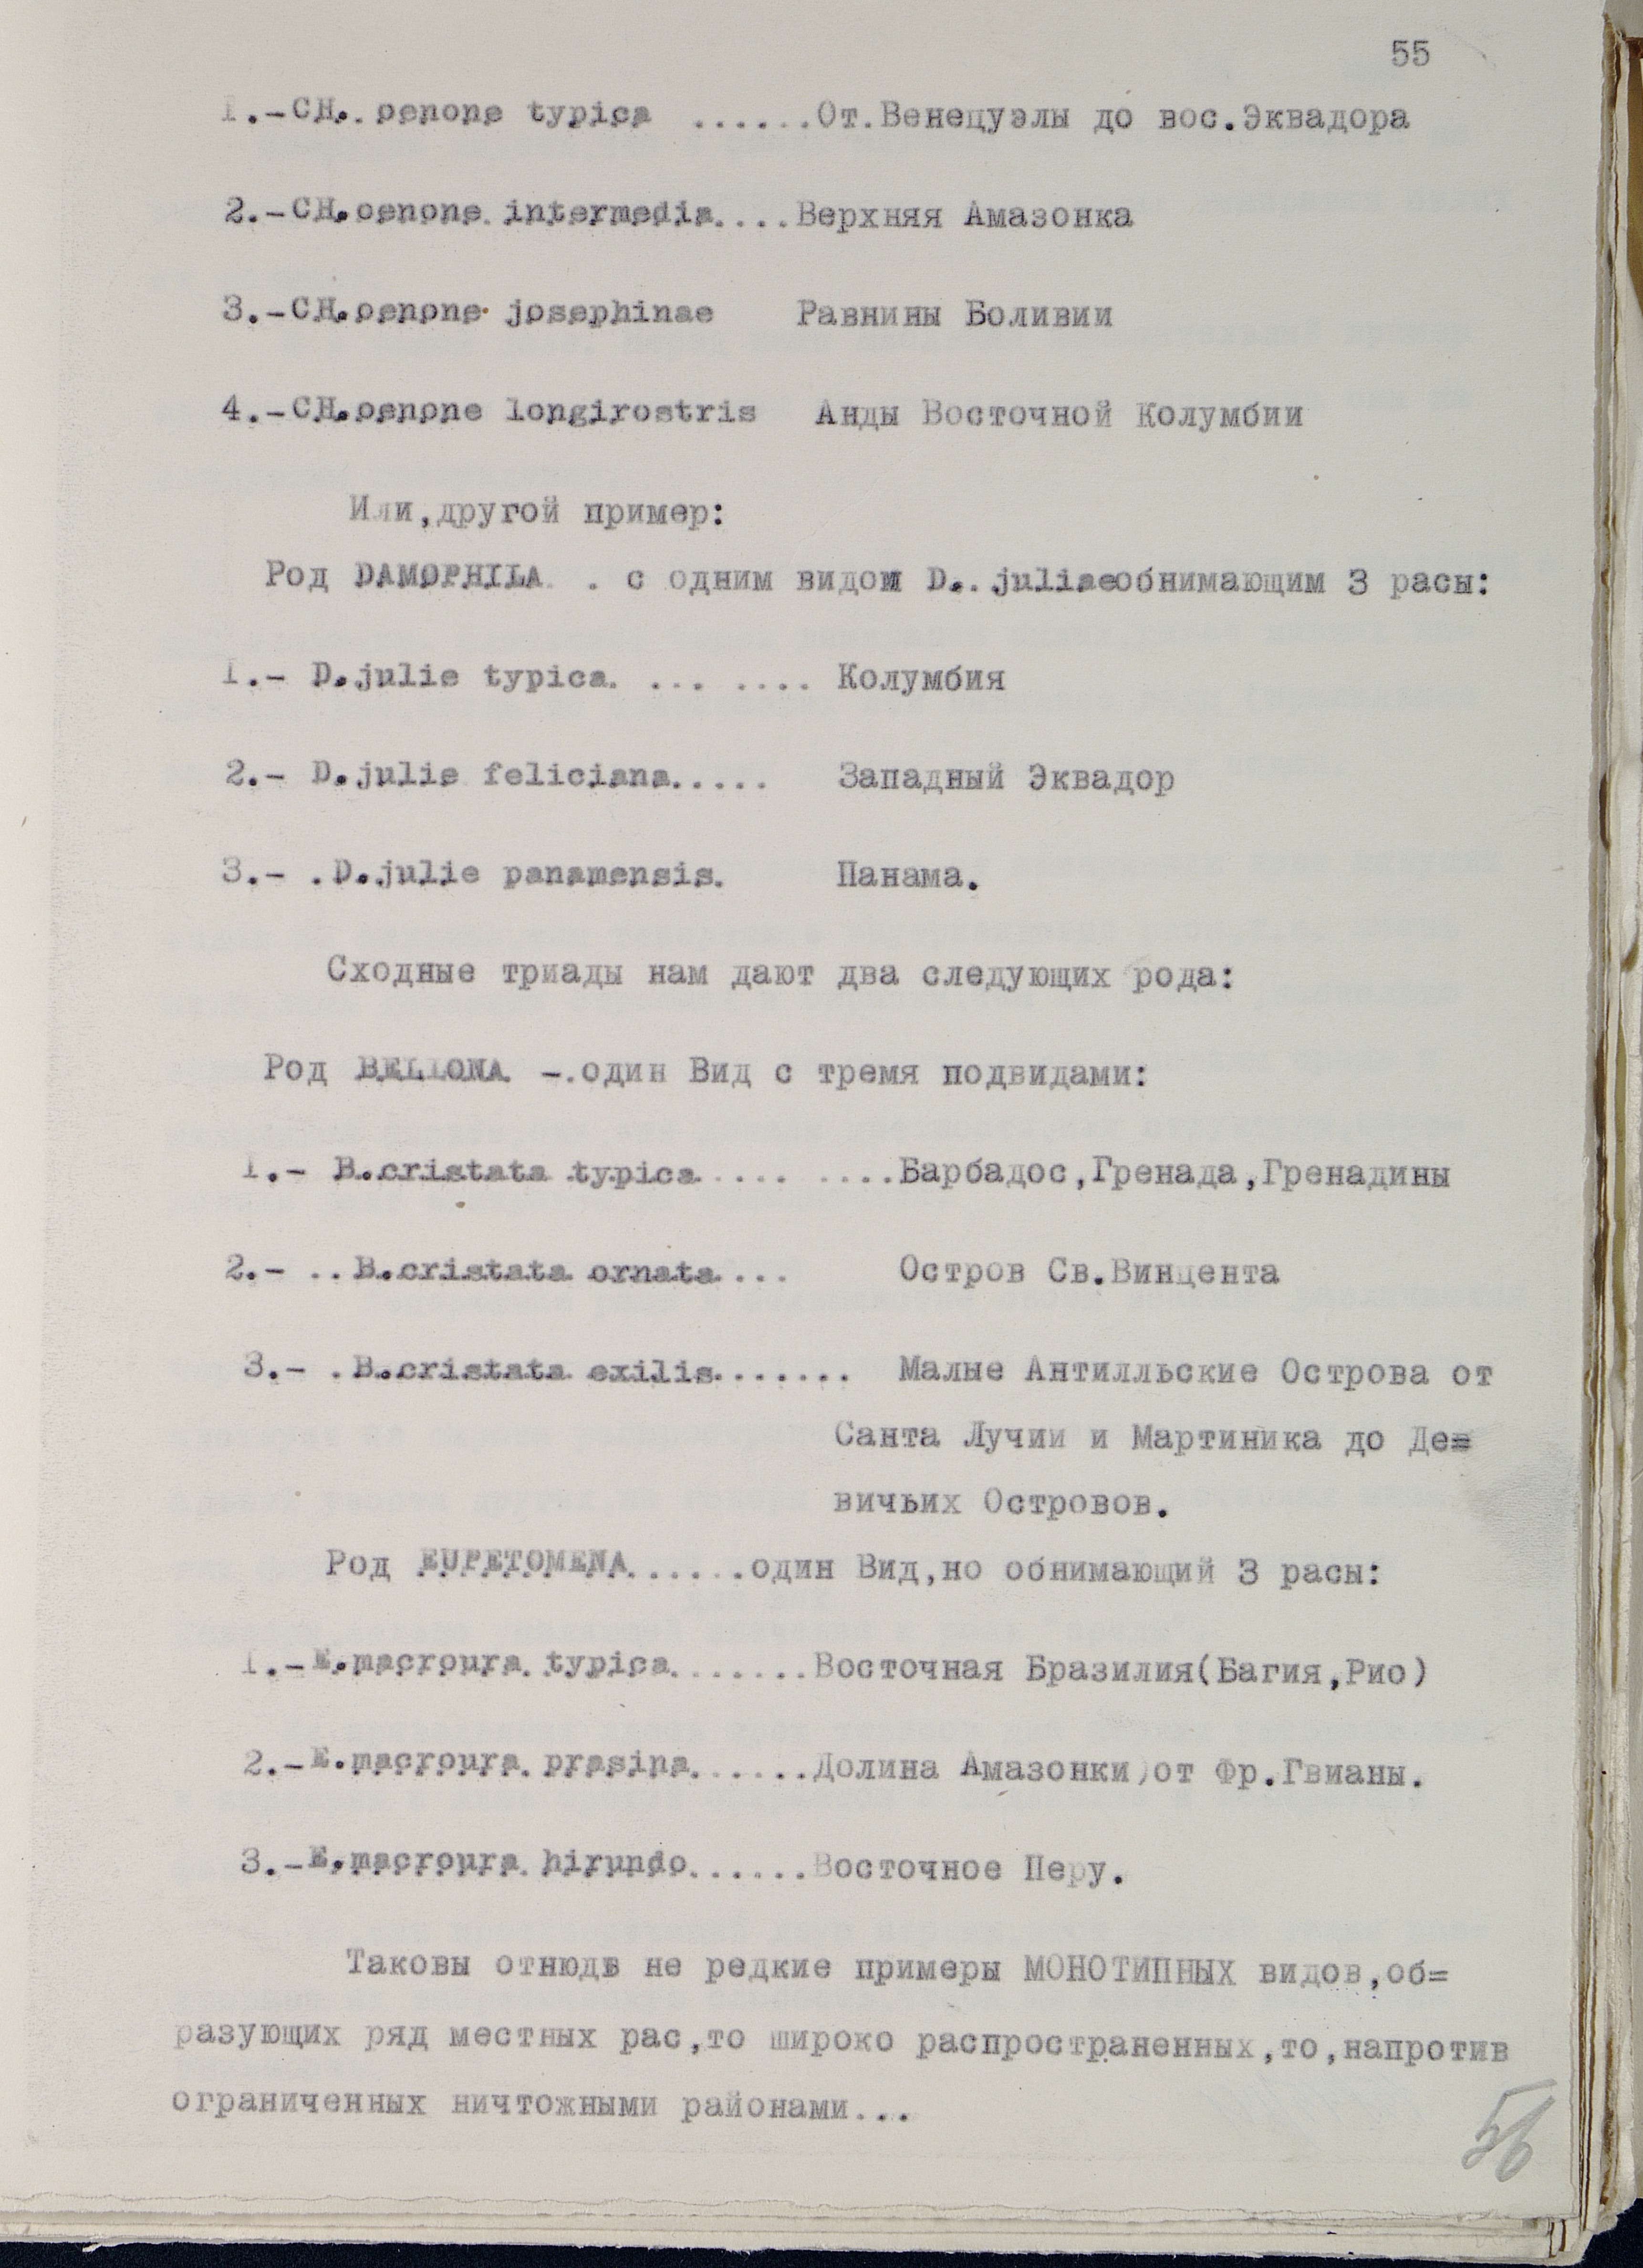 55
1.-CH. oenone typica ......От.Венецуэлы до вос.Эквадора
2.-CH.oenone intermedia....Верхняя Амазонка
3.-CH.oenone josephinae Равнины Боливии
4.-CH.oenone longirostris Анды Восточной Колумбии
Или,другой пример:
Род DAMOPHILA . с одним видом D. juliaeобнимающим 3 расы:
1.- D.julie typica. ... .... Колумбия
2.- D.julie feliciana..... Западный Эквадор
3.- .D.julie panamensis. Панама.
Сходные триады нам дают два следующих рода:
Род BELLONA -.один Вид с тремя подвидами:
1.- B.cristata typica.... ....Барбадос,Гренада,Гренадины
2.- ..B.cristata ornata... Остров Св.Винцента
3.- .B.cristata exilis....... Малые Антилльские Острова от
Санта Лучии и Мартиника до Де=
вичьих Островов.
Род EUPETOMENA......один Вид,но обнимающий 3 расы:
1.-E.macroura typica.......Восточная Бразилия(Багия,Рио)
2.-E.macroura prasina......Долина Амазонки)от Фр.Гвианы.
3.-E.macroura hirundo......Восточное Перу.
Таковы отнюдь не редкие примеры МОНОТИПНЫХ видов,об=
разующих ряд местных рас,то широко распространенных,то,напротив
ограниченных ничтожными районами...
56